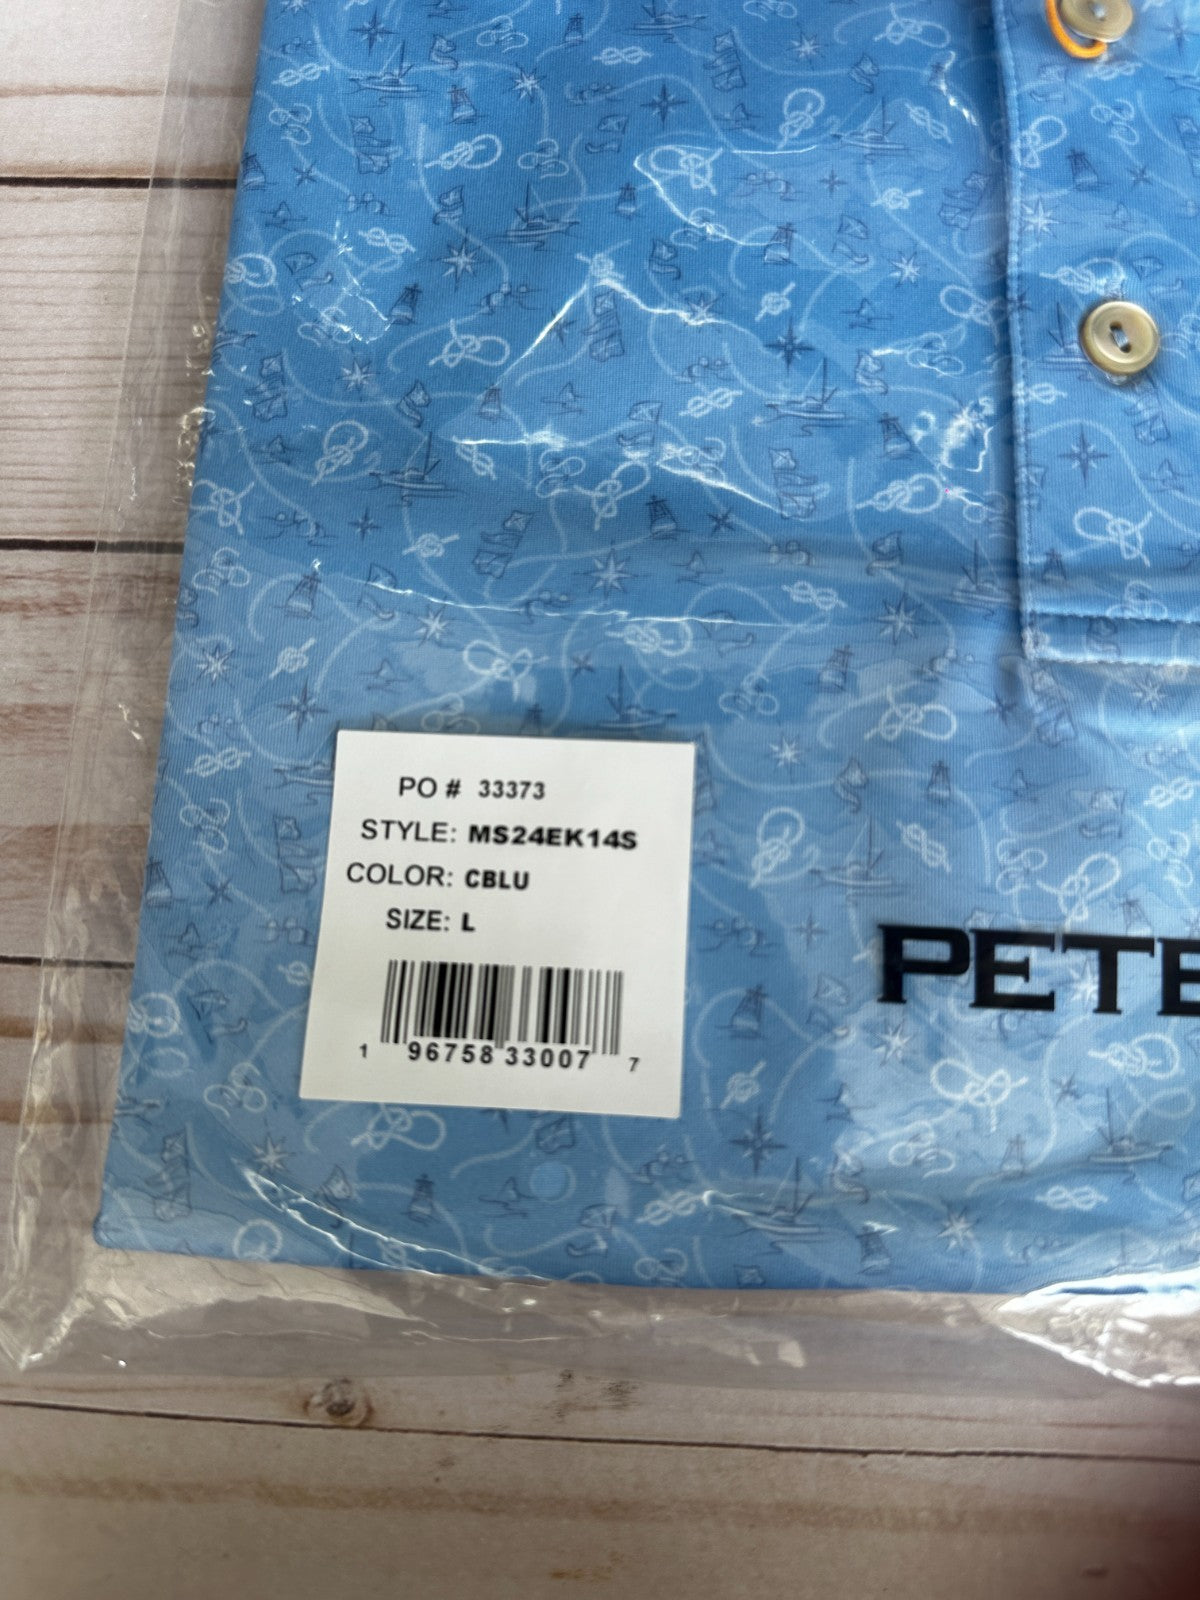 PO # 33373
STYLE: MS24EK14S
COLOR: CBLU
SIZE: L
1 96758 33007 7
PETE